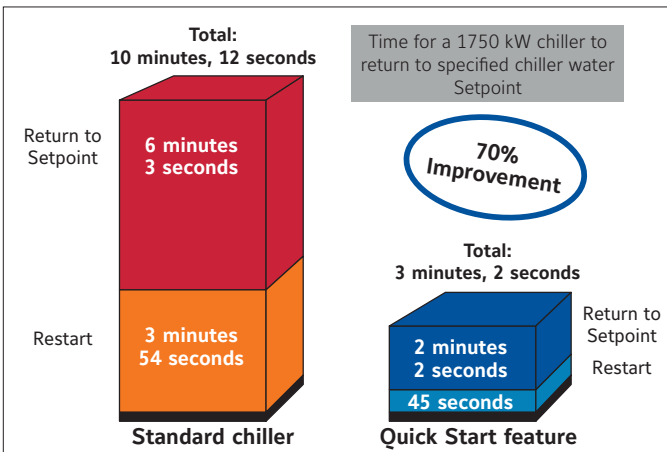 Total:
10 minutes, 12 seconds
Time for a 1750 kW chiller to
return to specified chiller water
Setpoint
Return to
Setpoint
6 minutes
3 seconds
70%
Improvement
Total:
3 minutes, 2 seconds
Restart
3 minutes
54 seconds
2 minutes
2 seconds
Return to
Setpoint
Restart
45 seconds
Standard chiller
Quick Start feature